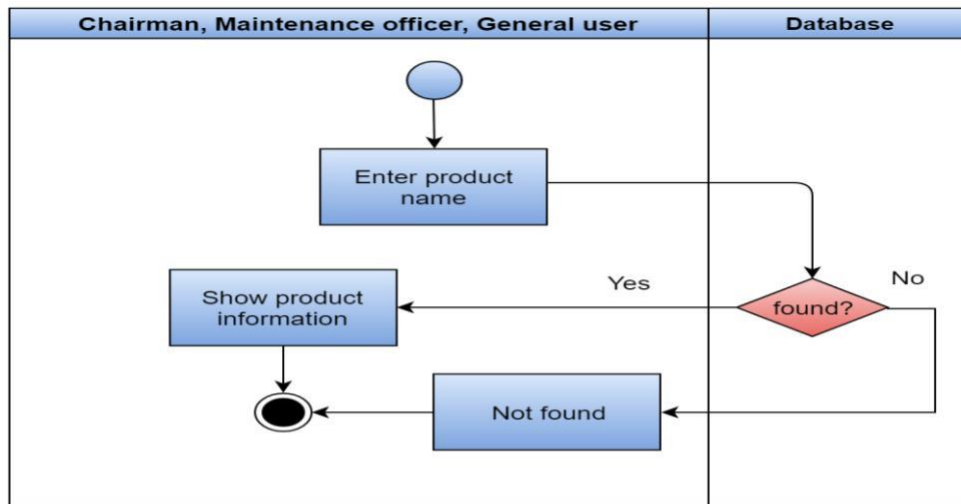 Chairman, Maintenance officer, General user
Database
Enter product
name
Show product
information
Yes
found?
No
Not found